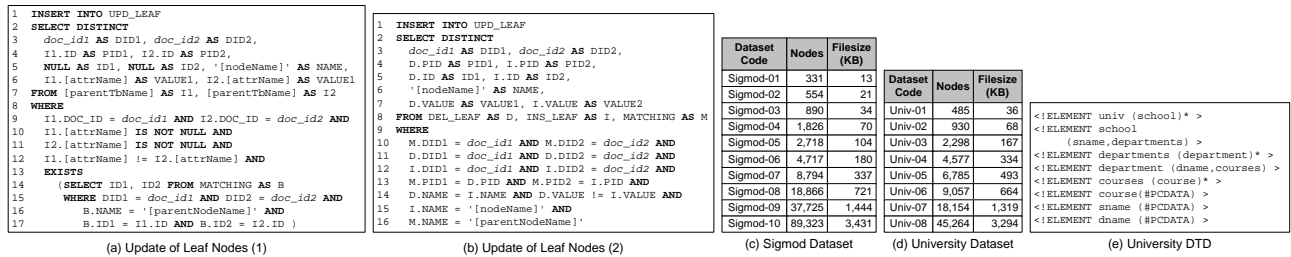 1 INSERT INTO UPD_LEAF
2 SELECT DISTINCT
3 doc_id1 AS DID1, doc_id2 AS DID2,
4 I1.ID AS PID1, I2.ID AS PID2,
5 NULL AS ID1, NULL AS ID2, '[nodeName]' AS NAME,
6 I1.[attrName] AS VALUE1, I2.[attrName] AS VALUE1
7 FROM [parentTbName] AS I1, [parentTbName] AS I2
8 WHERE
9 I1.DOC_ID = doc_id1 AND I2.DOC_ID = doc_id2 AND
10 I1.[attrName] IS NOT NULL AND
11 I2.[attrName] IS NOT NULL AND
12 I1.[attrName] != I2.[attrName] AND
13 EXISTS
14 (SELECT ID1, ID2 FROM MATCHING AS B
15 WHERE DID1 = doc_id1 AND DID2 = doc_id2 AND
16 B.NAME = '[parentNodeName]' AND
17 B.ID1 = I1.ID AND B.ID2 = I2.ID )
(a) Update of Leaf Nodes (1)
1 INSERT INTO UPD_LEAF
2 SELECT DISTINCT
3 doc_id1 AS DID1, doc_id2 AS DID2,
4 D.PID AS PID1, I.PID AS PID2,
5 D.ID AS ID1, I.ID AS ID2,
6 '[nodeName]' AS NAME,
7 D.VALUE AS VALUE1, I.VALUE AS VALUE2
8 FROM DEL_LEAF AS D, INS_LEAF AS I, MATCHING AS M
9 WHERE
10 M.DID1 = doc_id1 AND M.DID2 = doc_id2 AND
11 D.DID1 = doc_id1 AND D.DID2 = doc_id2 AND
12 I.DID1 = doc_id1 AND I.DID2 = doc_id2 AND
13 M.PID1 = D.PID AND M.PID2 = I.PID AND
14 D.NAME = I.NAME AND D.VALUE != I.VALUE AND
15 I.NAME = '[nodeName]' AND
16 M.NAME = '[parentNodeName]'
(b) Update of Leaf Nodes (2)
Dataset Code Nodes Filesize (KB)
Sigmod-01 331 13
Sigmod-02 554 21
Sigmod-03 890 34
Sigmod-04 1,826 70
Sigmod-05 2,718 104
Sigmod-06 4,717 180
Sigmod-07 8,794 337
Sigmod-08 18,866 721
Sigmod-09 37,725 1,444
Sigmod-10 89,323 3,431
(c) Sigmod Dataset
Dataset Code Nodes Filesize (KB)
Univ-01 485 36
Univ-02 930 68
Univ-03 2,298 167
Univ-04 4,577 334
Univ-05 6,785 493
Univ-06 9,057 664
Univ-07 18,154 1,319
Univ-08 45,264 3,294
(d) University Dataset
<!ELEMENT univ (school)* >
<!ELEMENT school
(sname,departments) >
<!ELEMENT departments (department)* >
<!ELEMENT department (dname,courses) >
<!ELEMENT courses (course)* >
<!ELEMENT course(#PCDATA) >
<!ELEMENT sname (#PCDATA) >
<!ELEMENT dname (#PCDATA) >
(e) University DTD